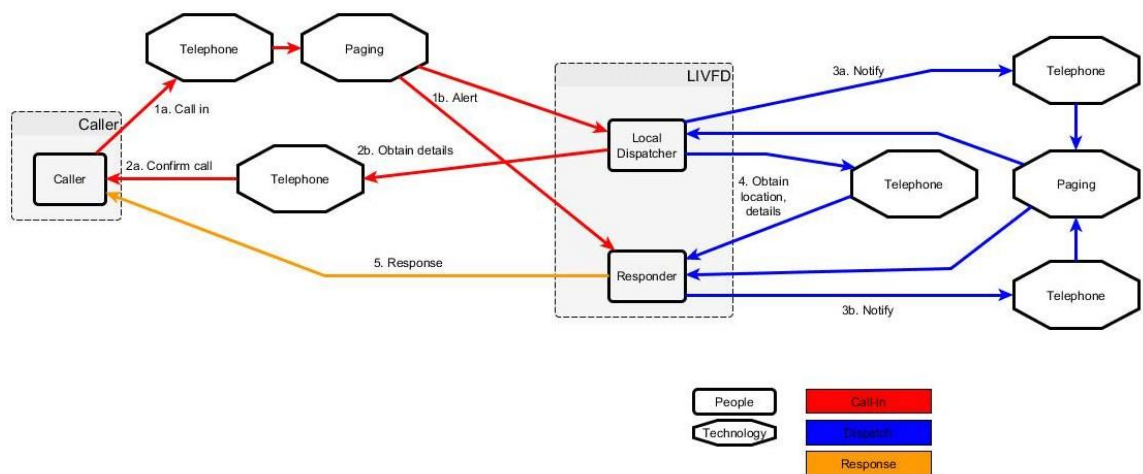 Telephone
Paging
1a. Call in
1b. Alert
Caller
Caller
2a. Confirm call
Telephone
2b. Obtain details
LIVFD
Local
Dispatcher
3a. Notify
Telephone
4. Obtain
location,
details
Telephone
Paging
5. Response
Responder
3b. Notify
Telephone
People
Technology
Call-In
Dispatch
Response